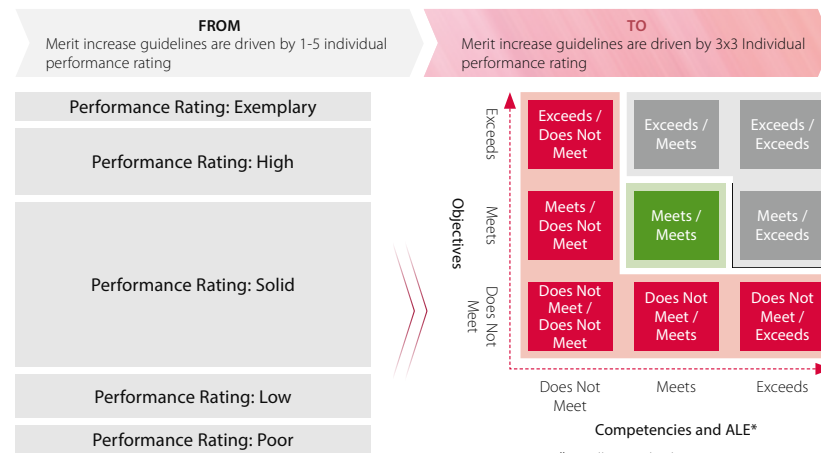 FROM
Merit increase guidelines are driven by 1-5 individual
performance rating
TO
Merit increase guidelines are driven by 3x3 Individual
performance rating
Performance Rating: Exemplary
Performance Rating: High
Performance Rating: Solid
Performance Rating: Low
Performance Rating: Poor
Objectives
Exceeds
Meets
Does Not
Meet
Exceeds /
Does Not
Meet
Exceeds /
Meets
Exceeds /
Exceeds
Meets /
Does Not
Meet
Meets /
Meets
Meets /
Exceeds
Does Not
Meet /
Does Not
Meet
Does Not
Meet /
Meets
Does Not
Meet /
Exceeds
Does Not
Meet
Meets
Exceeds
Competencies and ALE*